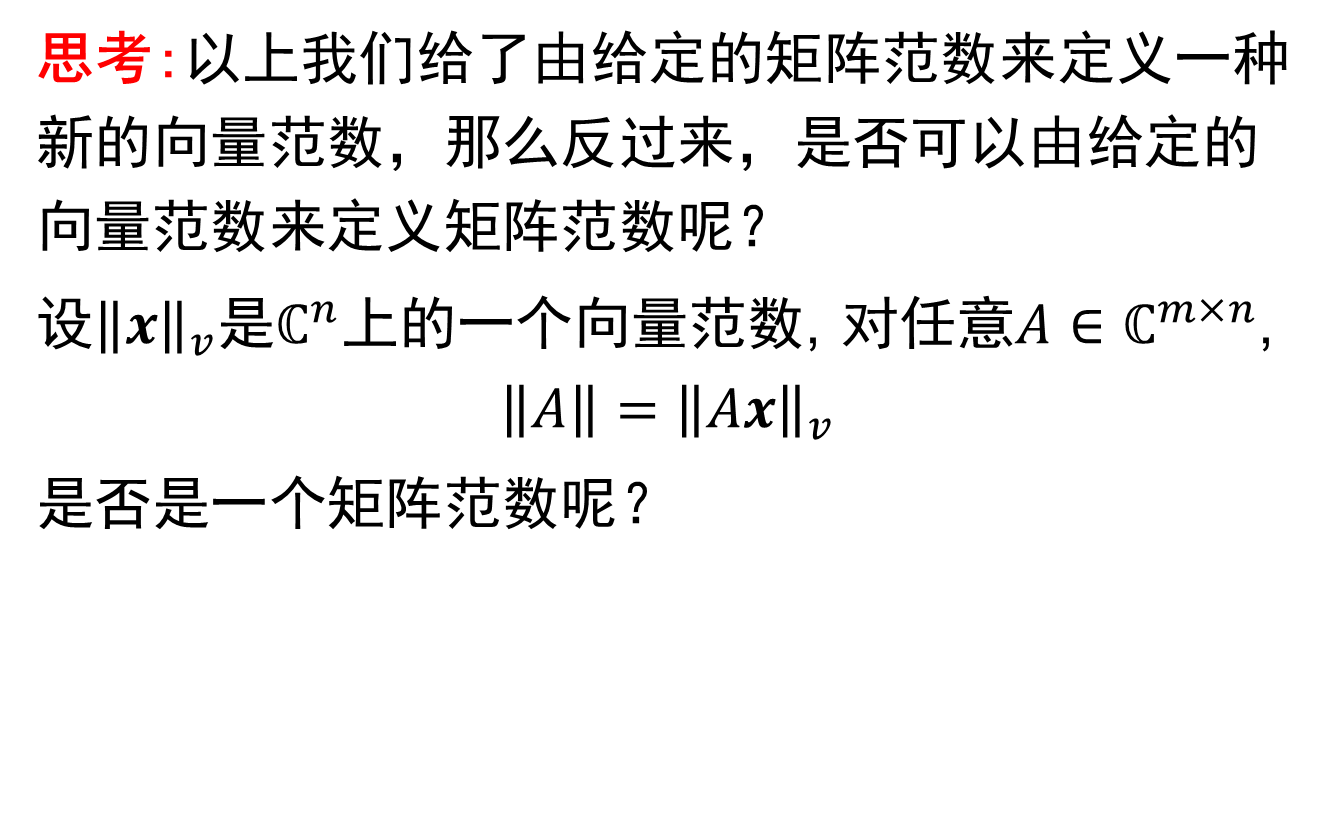 思考:以上我们给了由给定的矩阵范数来定义一种
新的向量范数，那么反过来，是否可以由给定的
向量范数来定义矩阵范数呢？
设‖𝒙‖ᵥ是ℂⁿ上的一个向量范数, 对任意𝐴 ∈ ℂᵐˣⁿ,
‖𝐴‖ = ‖𝐴𝒙‖ᵥ
是否是一个矩阵范数呢？